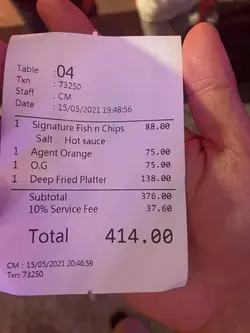 Table : 04
Txn : 73250
Staff : CM
Date : 15/05/2021 19:48:56
1 Signature Fish n Chips 88.00
Salt Hot sauce
1 Agent Orange 75.00
1 O.G 75.00
1 Deep Fried Platter 138.00
Subtotal 376.00
10% Service Fee 37.60
Total 414.00
CM : 15/05/2021 20:46:59
Txn: 73250